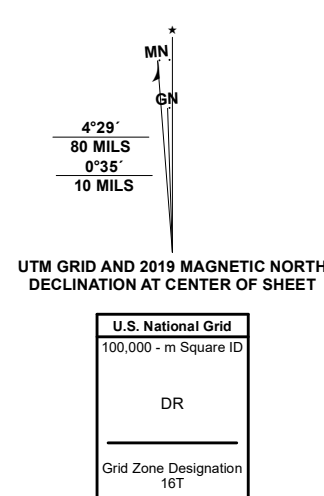 ★
MN
GN
4°29´
80 MILS
0°35´
10 MILS
UTM GRID AND 2019 MAGNETIC NORTH
DECLINATION AT CENTER OF SHEET
U.S. National Grid
100,000 - m Square ID
DR
Grid Zone Designation
16T